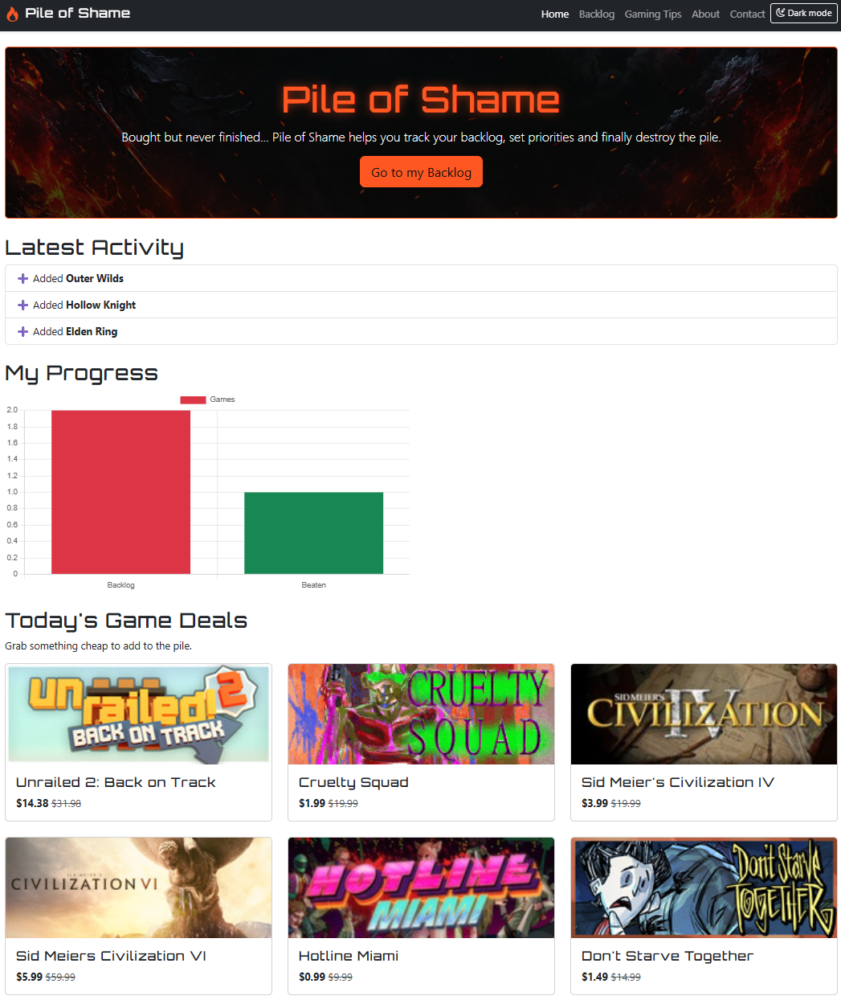 Pile of Shame
Home Backlog Gaming Tips About Contact Dark mode
Pile of Shame
Bought but never finished... Pile of Shame helps you track your backlog, set priorities and finally destroy the pile.
Go to my Backlog
Latest Activity
Added Outer Wilds
Added Hollow Knight
Added Elden Ring
My Progress
Games
2.0
1.8
1.6
1.4
1.2
1.0
0.8
0.6
0.4
0.2
0
Backlog Beaten
Today's Game Deals
Grab something cheap to add to the pile.
unrailed! 2
BACK ON TRACK
Unrailed 2: Back on Track
$14.38 $31.98
CRUELTY
SQUAD
Cruelty Squad
$1.99 $19.99
SID MEIER'S
CIVILIZATION
IV
Sid Meier's Civilization IV
$3.99 $19.99
SID MEIER'S
CIVILIZATION VI
Sid Meiers Civilization VI
$5.99 $59.99
HOTLINE
MIAMI
Hotline Miami
$0.99 $9.99
Don't Starve
TOGETHER
Don't Starve Together
$1.49 $14.99